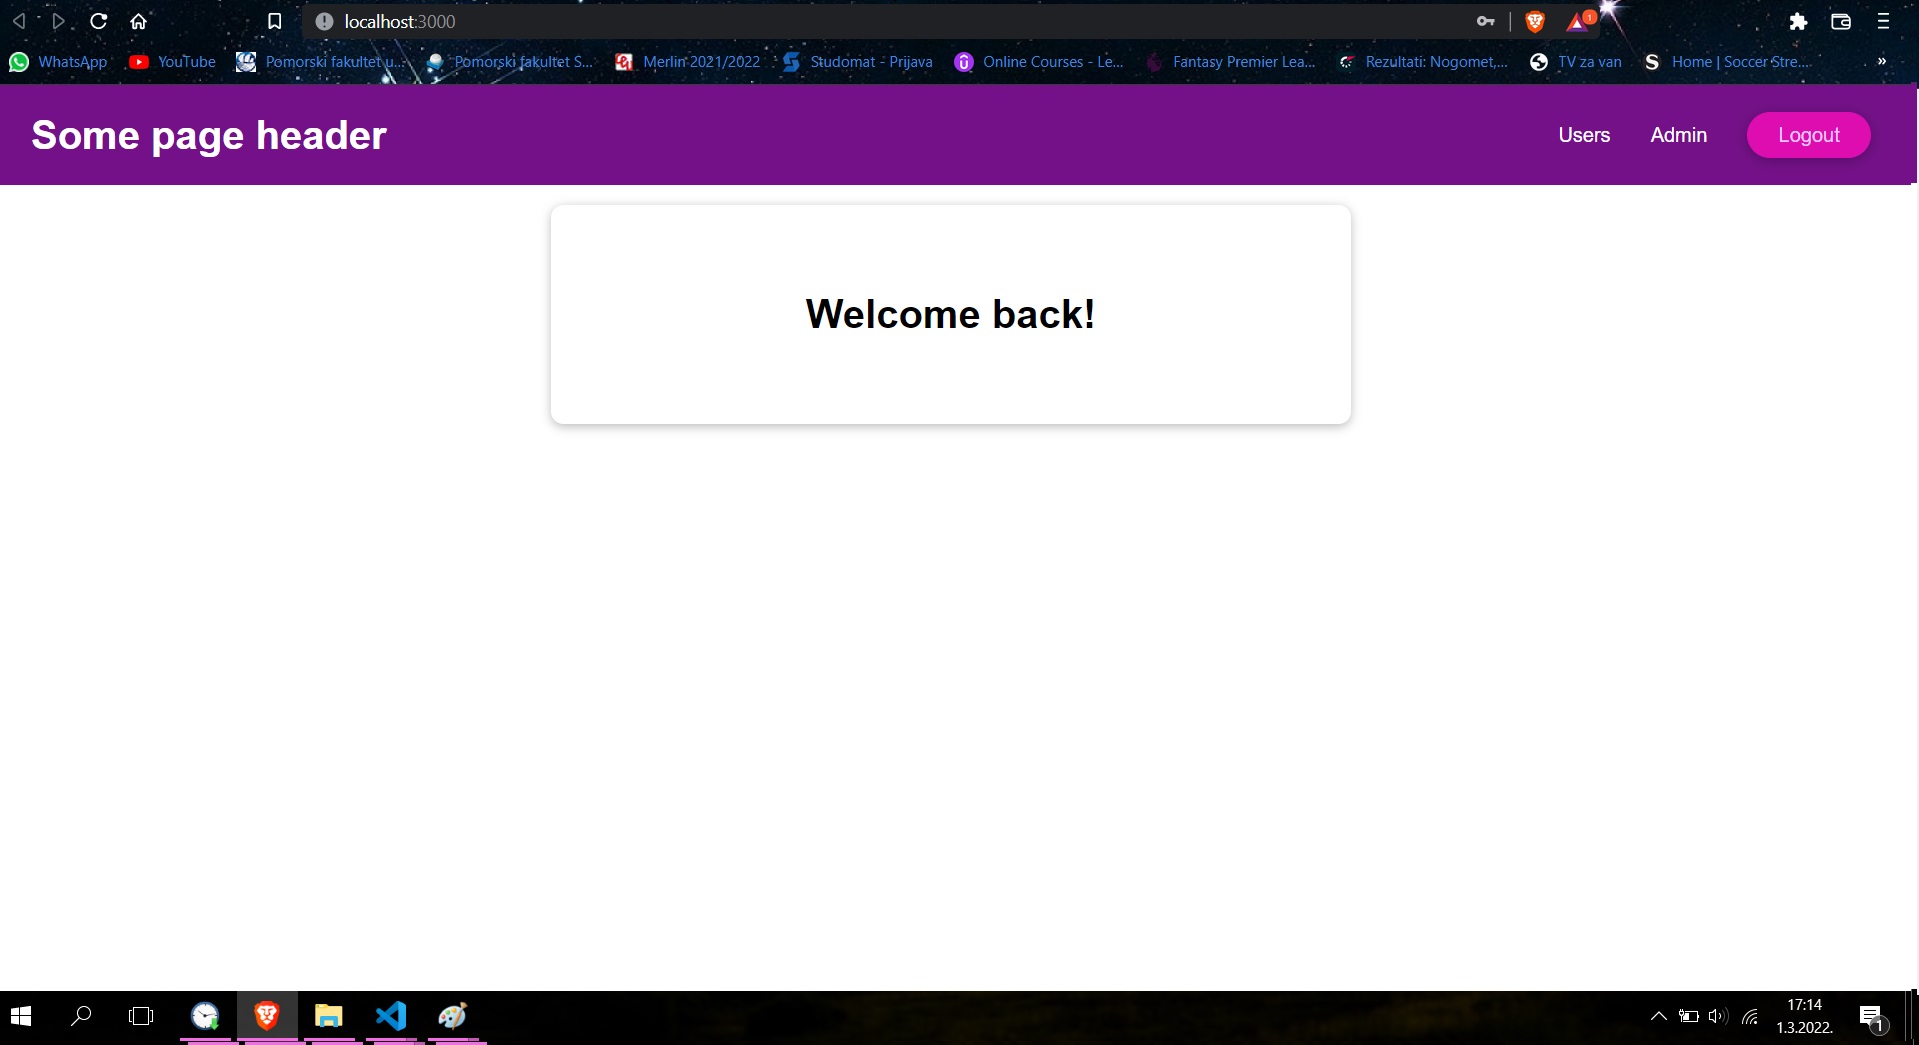 localhost:3000
1
WhatsApp
YouTube
Pomorski fakultet u...
Pomorski fakultet S...
Merlin 2021/2022
Studomat - Prijava
Online Courses - Le...
Fantasy Premier Lea...
Rezultati: Nogomet,...
TV za van
Home | Soccer Stre...
»
Some page header
Users
Admin
Logout
Welcome back!
17:14
1.3.2022.
1